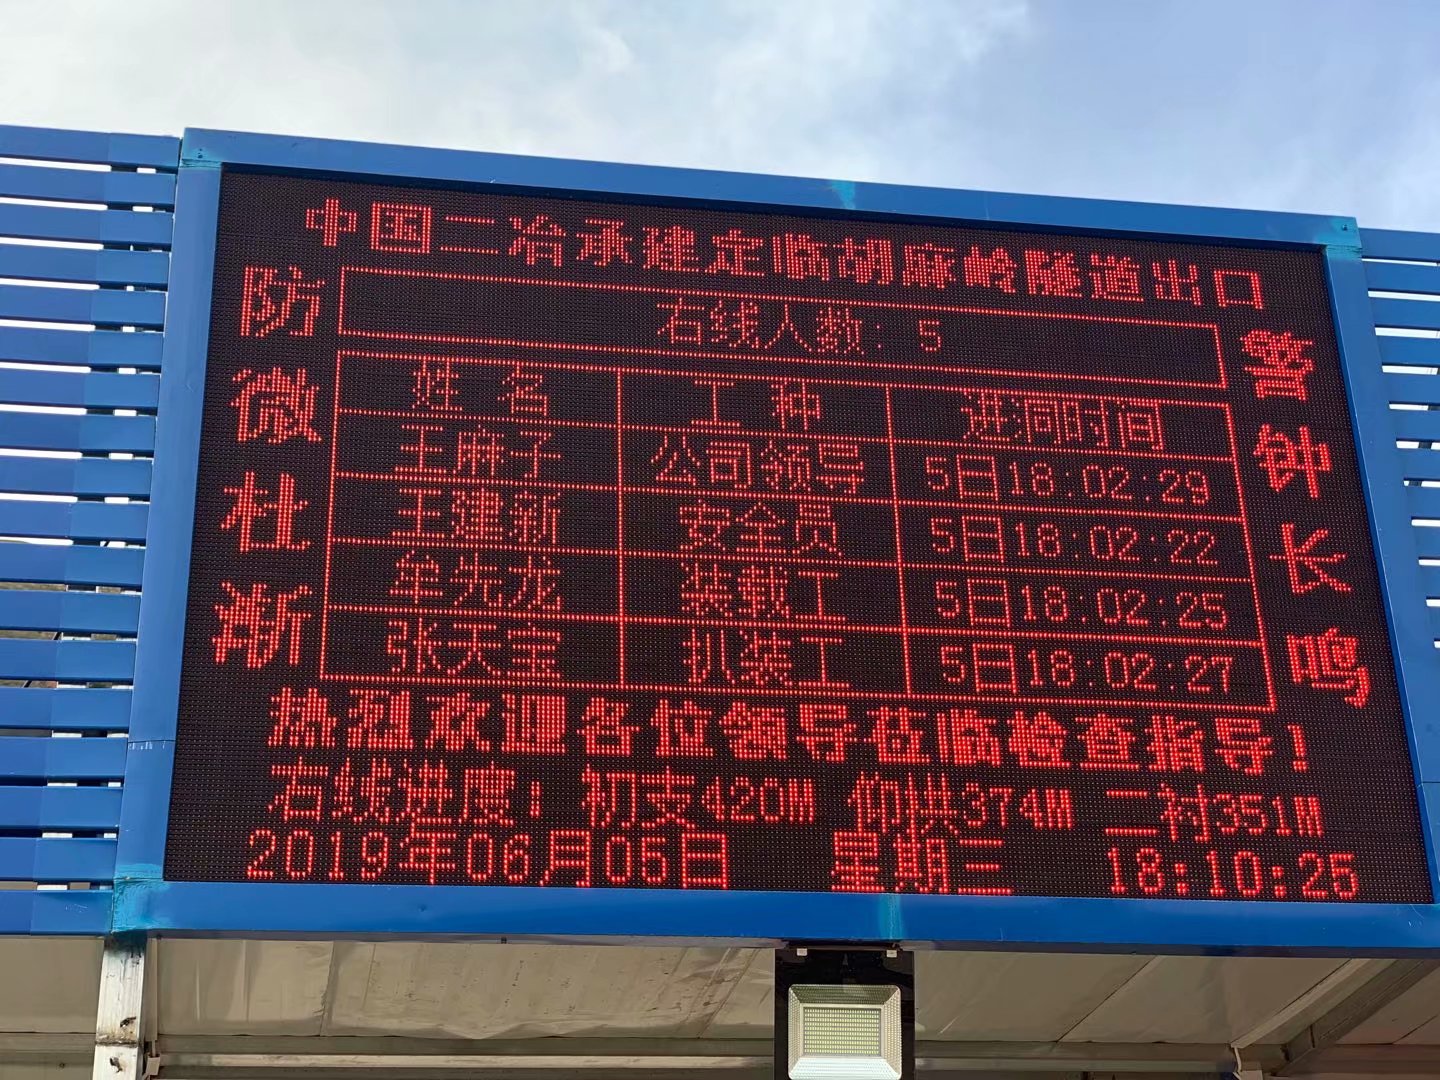 中国二冶承建定临胡麻岭隧道出口
防微杜渐
右线人数：5
姓名 工种 进洞时间
王麻子 公司领导 5日18:02:29
王建新 安全员 5日18:02:22
牟先龙 装载工 5日18:02:25
张天宝 扒装工 5日18:02:27
警钟长鸣
热烈欢迎各位领导莅临检查指导!
右线进度：初支420M 仰拱374M 二衬351M
2019年06月05日 星期三 18:10:25